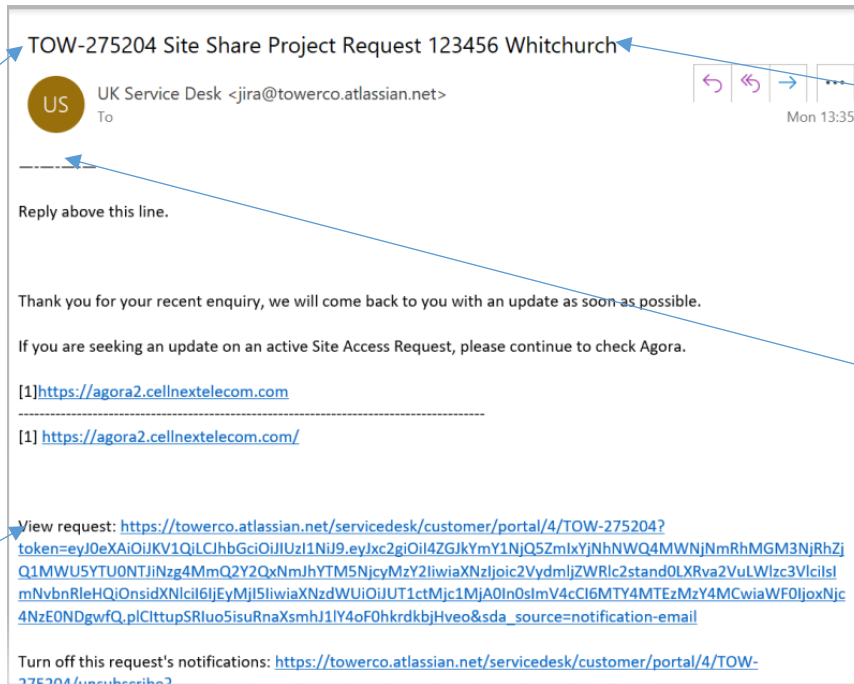 TOW-275204 Site Share Project Request 123456 Whitchurch
US
UK Service Desk <jira@towerco.atlassian.net>
To
Mon 13:35
—-—-—-—
Reply above this line.
Thank you for your recent enquiry, we will come back to you with an update as soon as possible.
If you are seeking an update on an active Site Access Request, please continue to check Agora.
[1]https://agora2.cellnextelecom.com
----------------------------------------------------------------------------------------
[1] https://agora2.cellnextelecom.com/
View request: https://towerco.atlassian.net/servicedesk/customer/portal/4/TOW-275204?
token=eyJ0eXAiOiJKV1QiLCJhbGciOiJIUzI1NiJ9.eyJxc2giOiI4ZGJkYmY1NjQ5ZmIxYjNhNWQ4MWNjNmRhMGM3NjRhZj
Q1MWU5YTU0NTJiNzg4MmQ2Y2QxNmJhYTM5NjcyMzY2IiwiaXNzIjoic2VydmljZWRlc2stand0LXRva2VuLWlzc3VlciIsI
mNvbnRleHQiOnsidXNlciI6IjEyMjI5IiwiaXNzdWUiOiJUT1ctMjc1MjA0In0sImV4cCI6MTY4MTEzMzY4MCwiaWF0IjoxNjc
4NzE0NDgwfQ.plCIttupSRIuo5isuRnaXsmhJ1lY4oF0hkrdkbjHveo&sda_source=notification-email
Turn off this request's notifications: https://towerco.atlassian.net/servicedesk/customer/portal/4/TOW-
275204/unsubscribe?